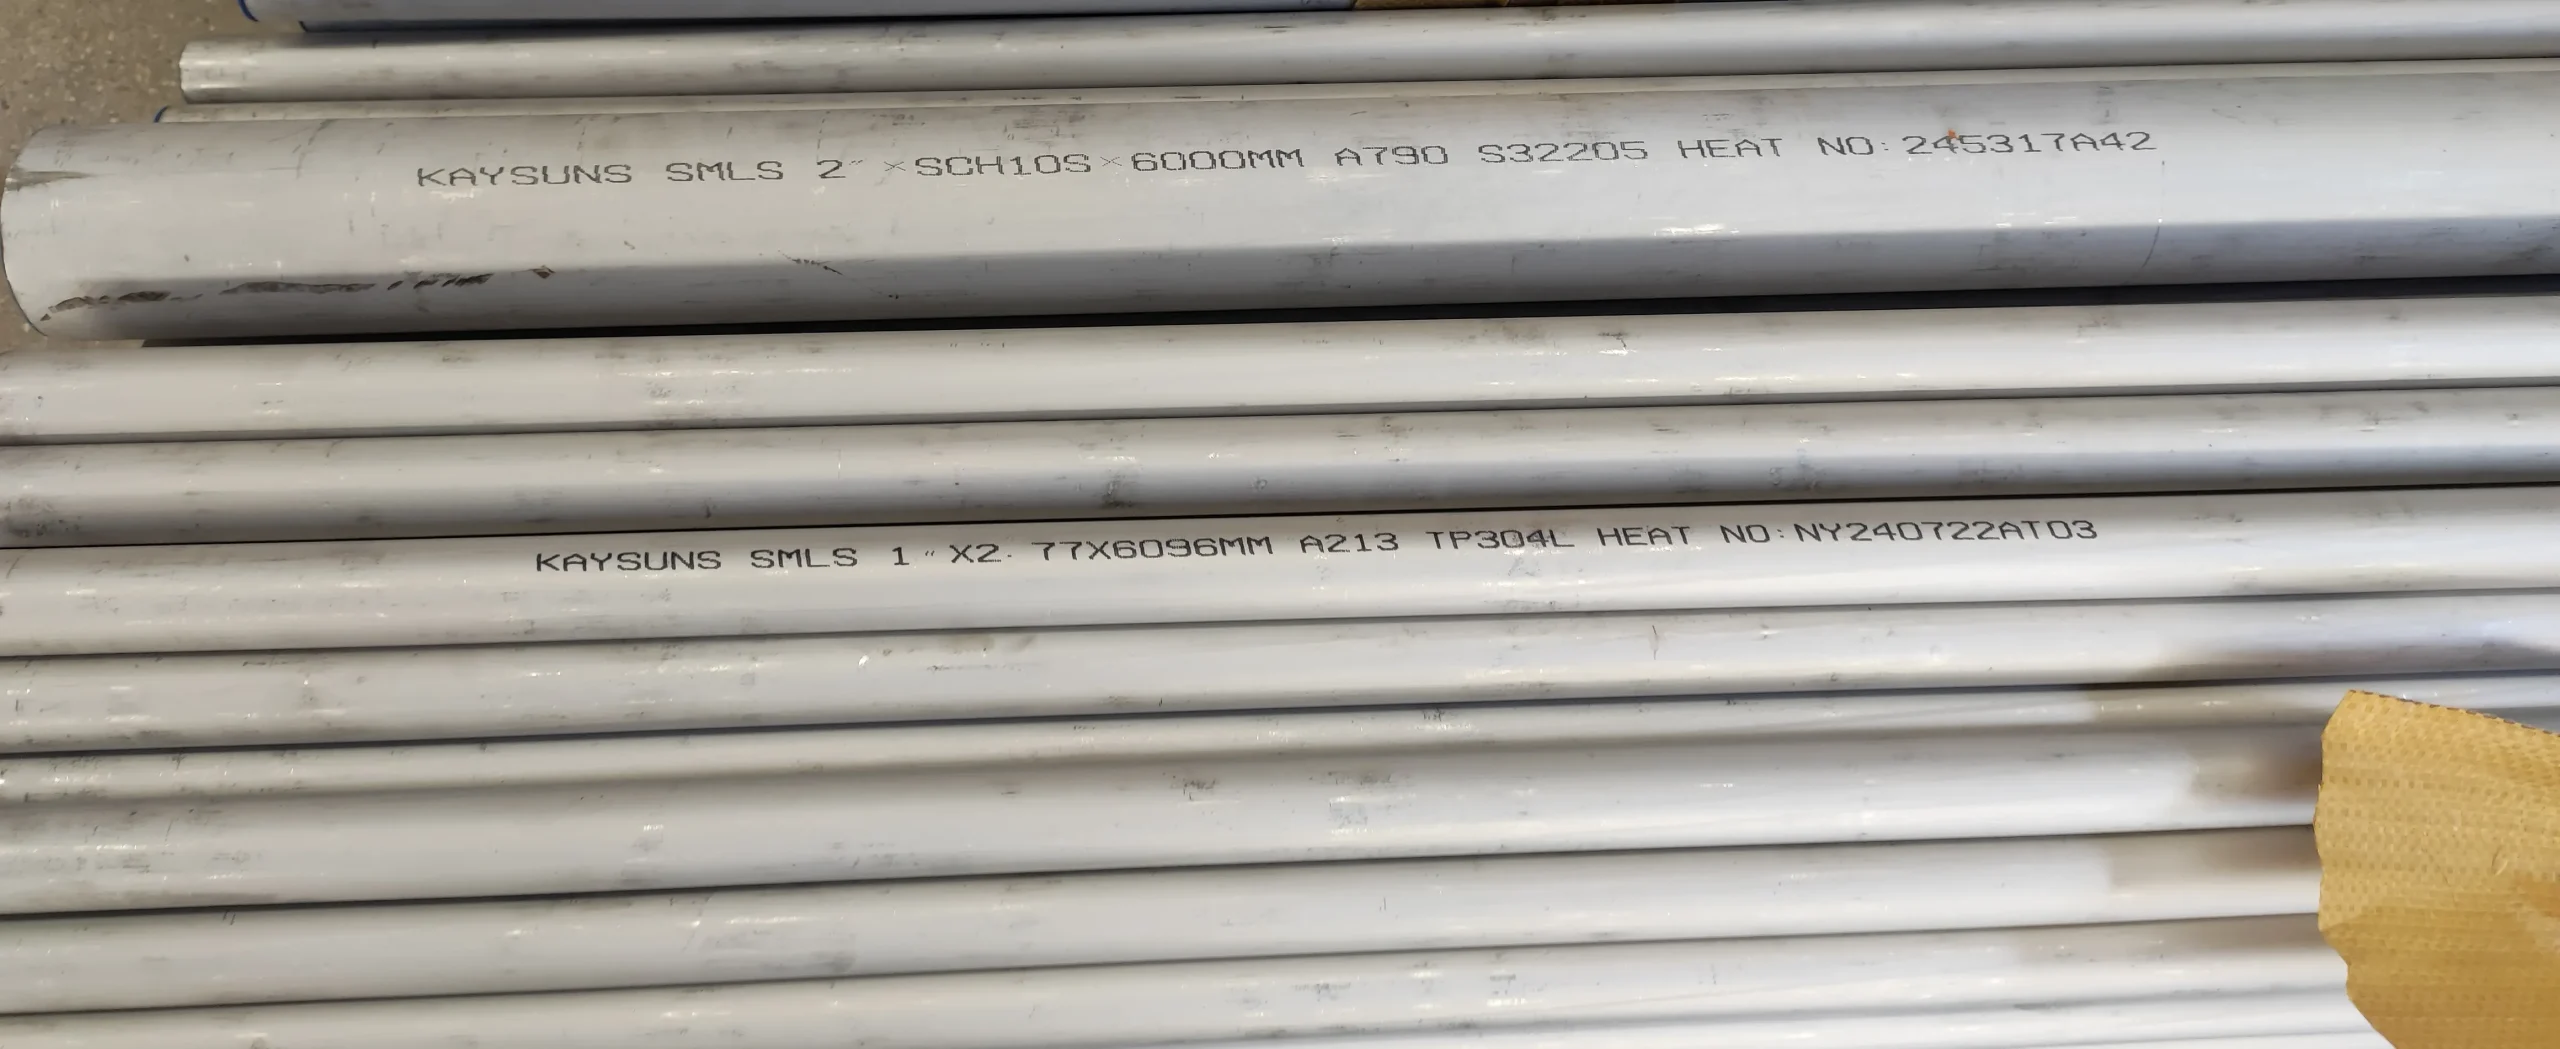 KAYSUNS SMLS 2″ ×SCH10S×6000MM A790 S32205 HEAT NO:245317A42
KAYSUNS SMLS 1″ X2. 77X6096MM A213 TP304L HEAT NO:NY240722AT03